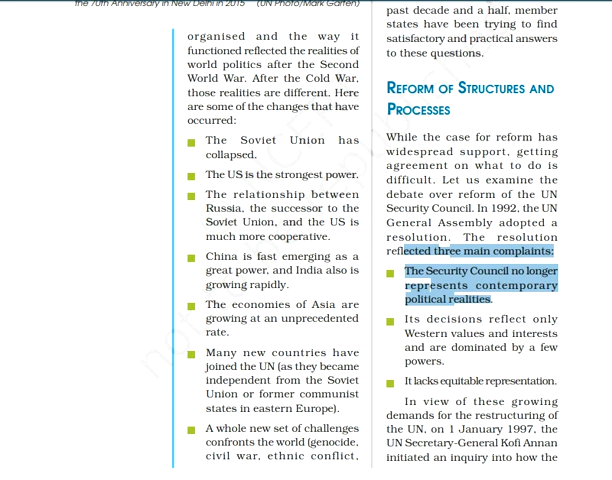 the 70th Anniversary in New Delhi in 2015 (UN Photo/Mark Garten)
organised and the way it
functioned reflected the realities of
world politics after the Second
World War. After the Cold War,
those realities are different. Here
are some of the changes that have
occurred:
The Soviet Union has
collapsed.
The US is the strongest power.
The relationship between
Russia, the successor to the
Soviet Union, and the US is
much more cooperative.
China is fast emerging as a
great power, and India also is
growing rapidly.
The economies of Asia are
growing at an unprecedented
rate.
Many new countries have
joined the UN (as they became
independent from the Soviet
Union or former communist
states in eastern Europe).
A whole new set of challenges
confronts the world (genocide,
civil war, ethnic conflict,
past decade and a half, member
states have been trying to find
satisfactory and practical answers
to these questions.
REFORM OF STRUCTURES AND
PROCESSES
While the case for reform has
widespread support, getting
agreement on what to do is
difficult. Let us examine the
debate over reform of the UN
Security Council. In 1992, the UN
General Assembly adopted a
resolution. The resolution
reflected three main complaints:
The Security Council no longer
represents contemporary
political realities.
Its decisions reflect only
Western values and interests
and are dominated by a few
powers.
It lacks equitable representation.
In view of these growing
demands for the restructuring of
the UN, on 1 January 1997, the
UN Secretary-General Kofi Annan
initiated an inquiry into how the